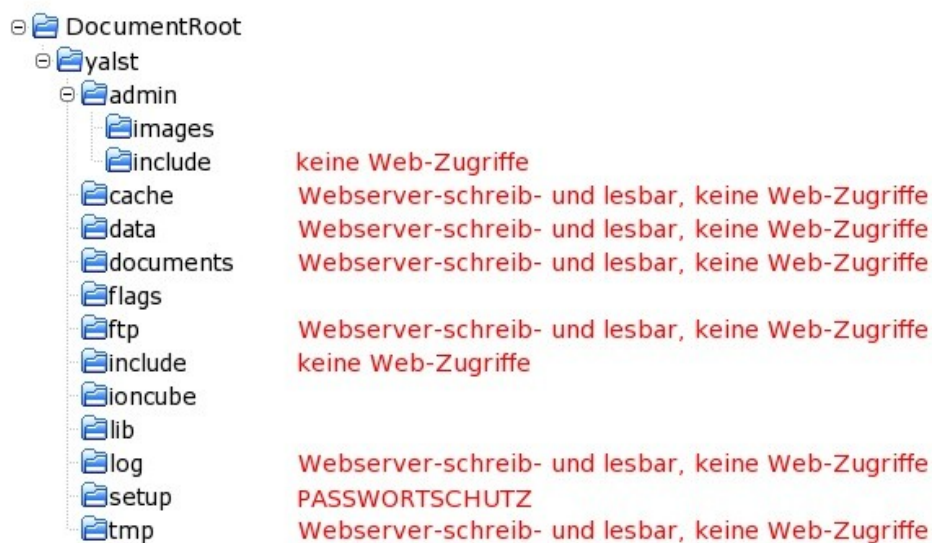 DocumentRoot
yalst
admin
images
include keine Web-Zugriffe
cache Webserver-schreib- und lesbar, keine Web-Zugriffe
data Webserver-schreib- und lesbar, keine Web-Zugriffe
documents Webserver-schreib- und lesbar, keine Web-Zugriffe
flags
ftp Webserver-schreib- und lesbar, keine Web-Zugriffe
include keine Web-Zugriffe
ioncube
lib
log Webserver-schreib- und lesbar, keine Web-Zugriffe
setup PASSWORTSCHUTZ
tmp Webserver-schreib- und lesbar, keine Web-Zugriffe